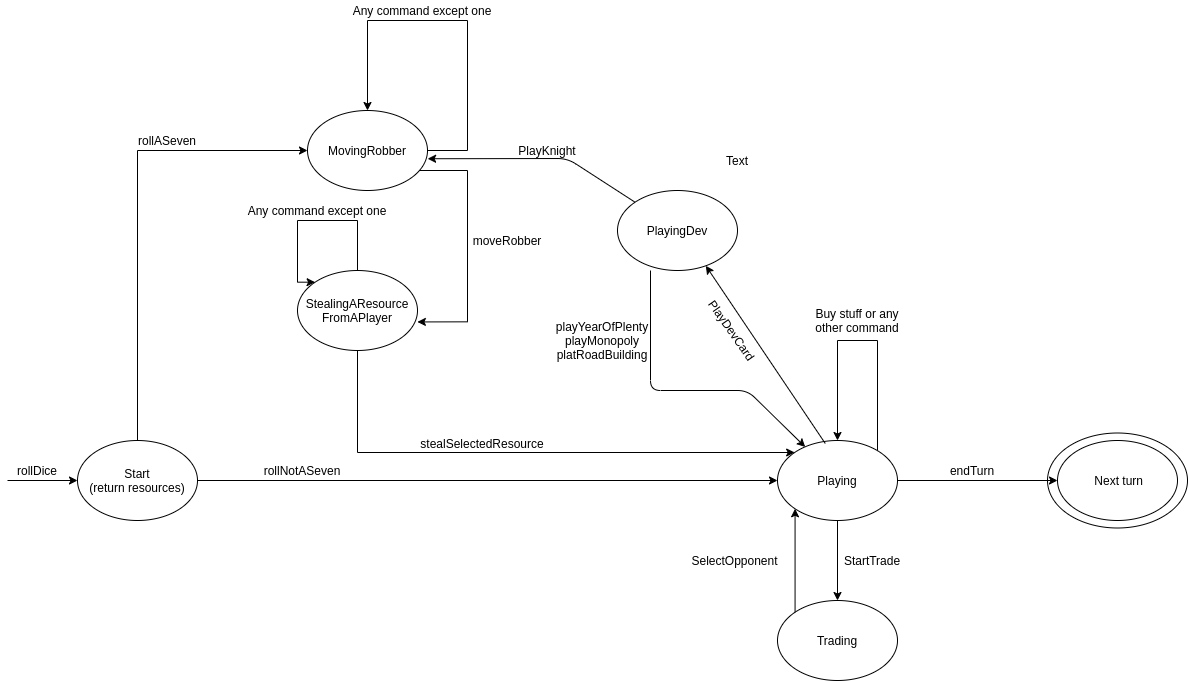 Any command except one
rollASeven
MovingRobber
PlayKnight
Text
Any command except one
PlayingDev
moveRobber
StealingAResource
FromAPlayer
PlayDevCard
Buy stuff or any
other command
playYearOfPlenty
playMonopoly
platRoadBuilding
stealSelectedResource
rollDice
Start
(return resources)
rollNotASeven
Playing
endTurn
Next turn
SelectOpponent
StartTrade
Trading